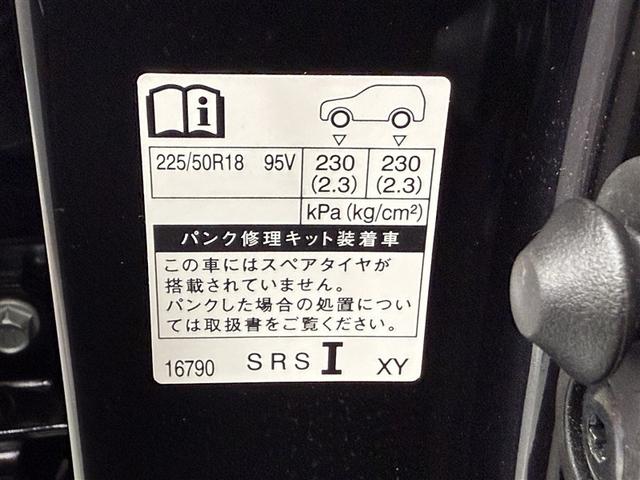 i
225/50R18 95V 230 (2.3) 230 (2.3)
kPa (kg/cm²)
パンク修理キット装着車
この車にはスペアタイヤが
搭載されていません。
パンクした場合の処置につい
ては取扱書をご覧ください。
16790 SRS I XY